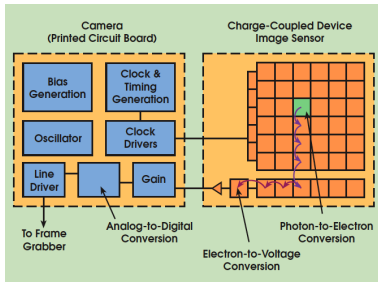 Camera
(Printed Circuit Board)
Charge-Coupled Device
Image Sensor
Bias
Generation
Clock &
Timing
Generation
Oscillator
Clock
Drivers
Line
Driver
Gain
To Frame
Grabber
Analog-to-Digital
Conversion
Electron-to-Voltage
Conversion
Photon-to-Electron
Conversion